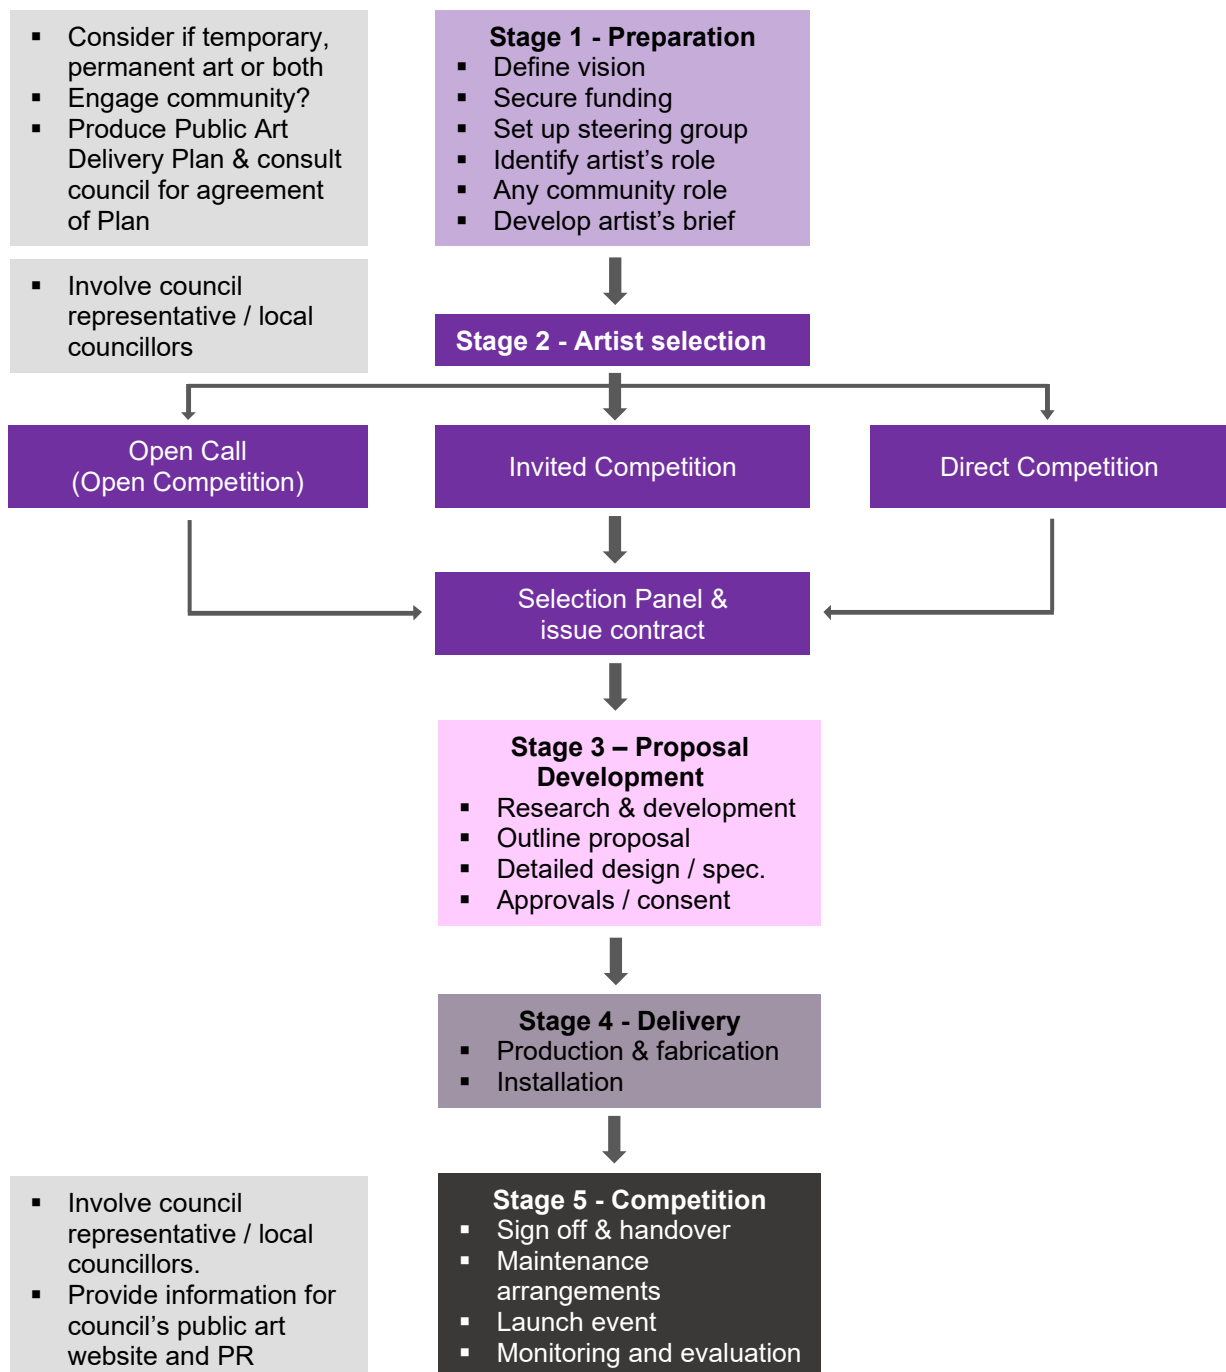 ▪ Consider if temporary,
permanent art or both
▪ Engage community?
▪ Produce Public Art
Delivery Plan & consult
council for agreement
of Plan
Stage 1 - Preparation
▪ Define vision
▪ Secure funding
▪ Set up steering group
▪ Identify artist’s role
▪ Any community role
▪ Develop artist’s brief
▪ Involve council
representative / local
councillors
Stage 2 - Artist selection
Open Call
(Open Competition)
Invited Competition
Direct Competition
Selection Panel &
issue contract
Stage 3 – Proposal
Development
▪ Research & development
▪ Outline proposal
▪ Detailed design / spec.
▪ Approvals / consent
Stage 4 - Delivery
▪ Production & fabrication
▪ Installation
▪ Involve council
representative / local
councillors.
▪ Provide information for
council’s public art
website and PR
Stage 5 - Competition
▪ Sign off & handover
▪ Maintenance
arrangements
▪ Launch event
▪ Monitoring and evaluation